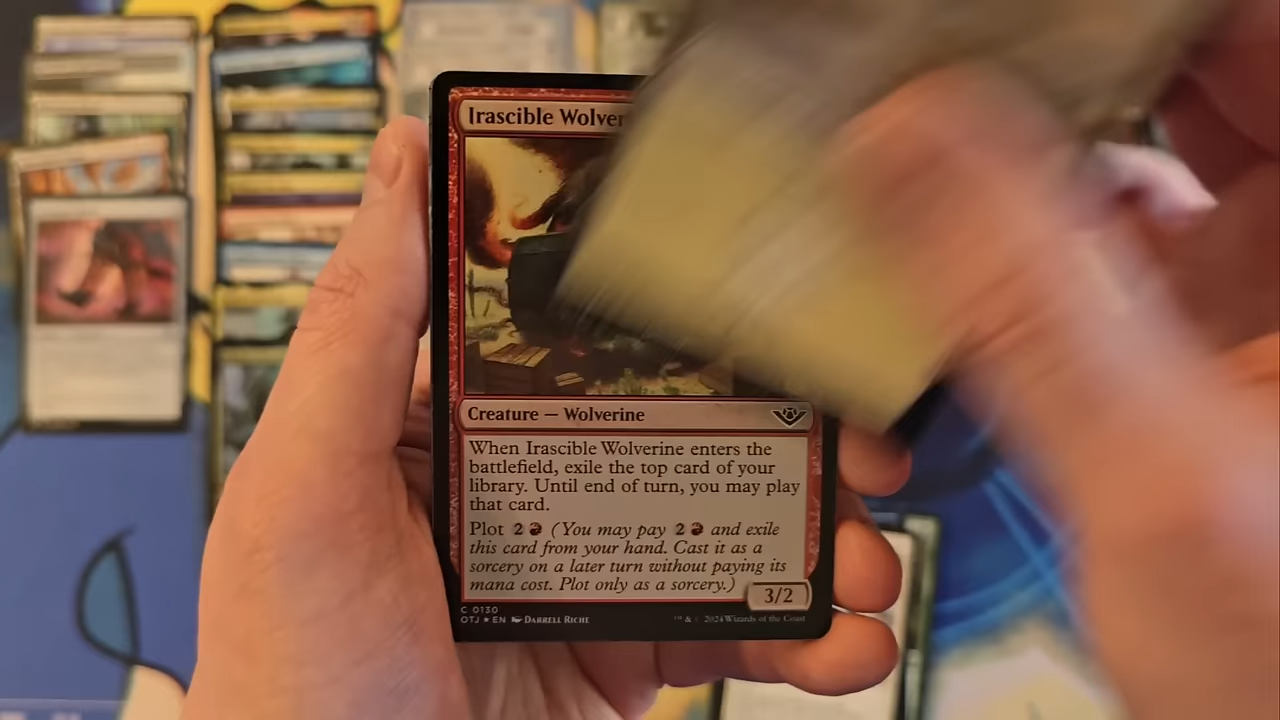 Irascible Wolver
Creature — Wolverine
When Irascible Wolverine enters the
battlefield, exile the top card of your
library. Until end of turn, you may play
that card.
Plot 2 (You may pay 2 and exile
this card from your hand. Cast it as a
sorcery on a later turn without paying its
mana cost. Plot only as a sorcery.)
3/2
C 0130
OTJ ★ EN Darrell Riche
™ & © 2024 Wizards of the Coast